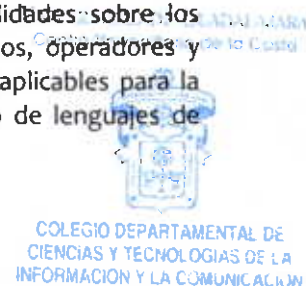 lidades sobre los
os, operadores y
aplicables para la
o de lenguajes de
COLEGIO DEPARTAMENTAL DE
CIENCIAS Y TECNOLOGIAS DE LA
INFORMACION Y LA COMUNICACION